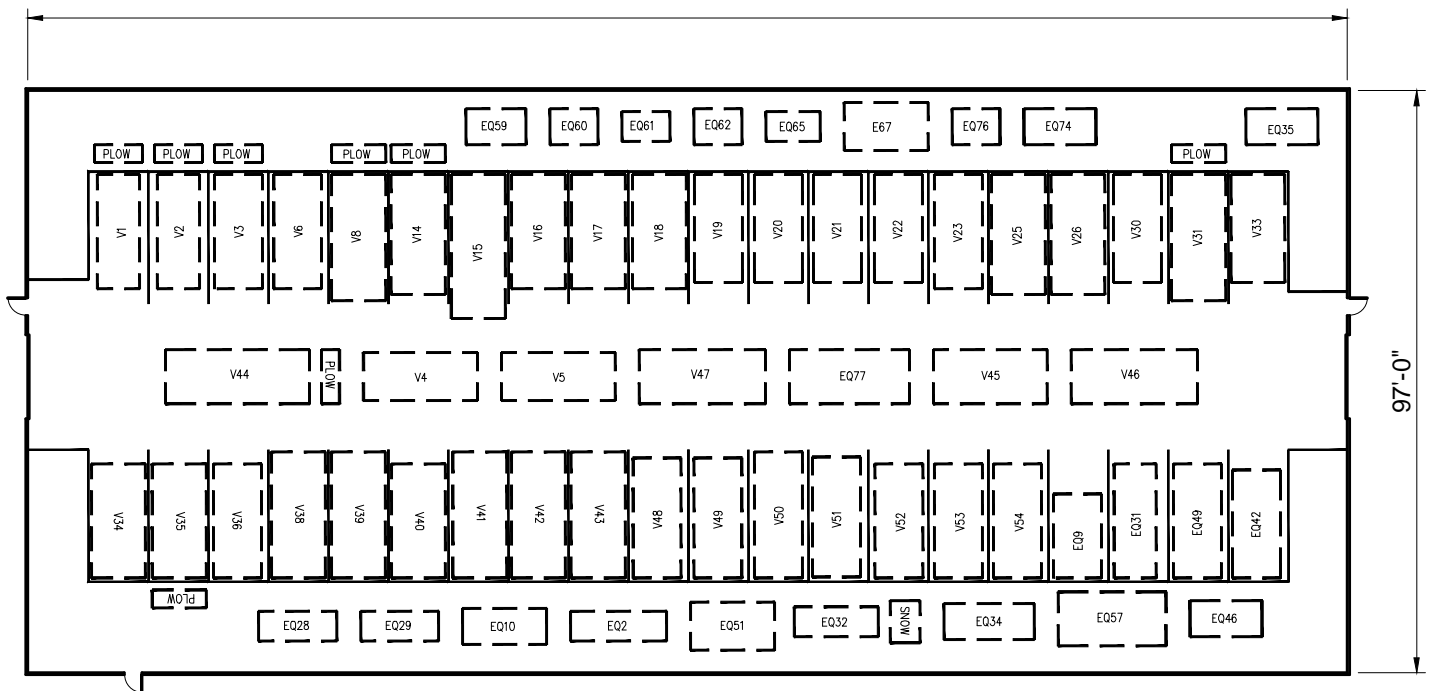 EQ59 EQ60 EQ61 EQ62 EQ65 E67 EQ76 EQ74 EQ35
PLOW PLOW PLOW PLOW PLOW PLOW
V1 V2 V3 V6 V8 V14 V15 V16 V17 V18 V19 V20 V21 V22 V23 V25 V26 V30 V31 V33
V44 PLOW V4 V5 V47 EQ77 V45 V46
97'-0"
V34 V35 V36 V38 V39 V40 V41 V42 V43 V48 V49 V50 V51 V52 V53 V54 EQ9 EQ31 EQ49 EQ42
PLOW
EQ28 EQ29 EQ10 EQ2 EQ51 EQ32 SNOW EQ34 EQ57 EQ46